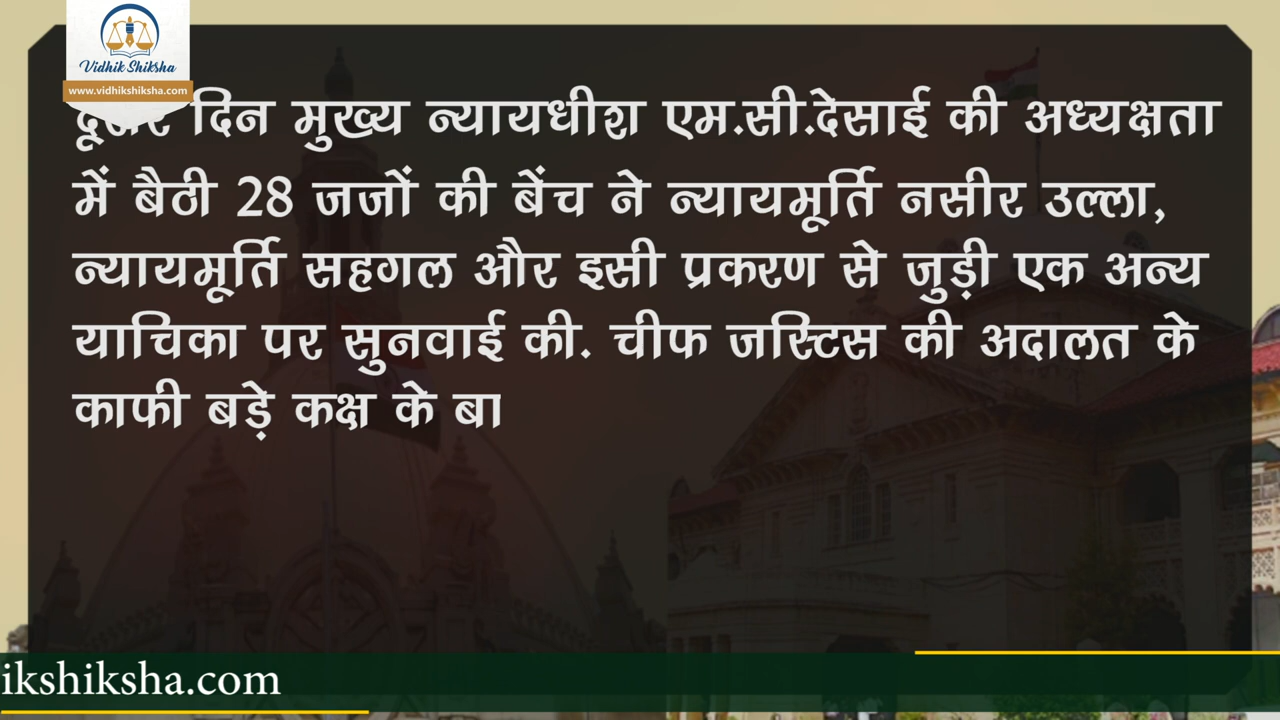 Vidhik Shiksha
www.vidhikshiksha.com
दिन मुख्य न्यायधीश एम.सी.देसाई की अध्यक्षता
में बैठी 28 जजों की बेंच ने न्यायमूर्ति नसीर उल्ला,
न्यायमूर्ति सहगल और इसी प्रकरण से जुड़ी एक अन्य
याचिका पर सुनवाई की. चीफ जस्टिस की अदालत के
काफी बड़े कक्ष के बा
ikshiksha.com